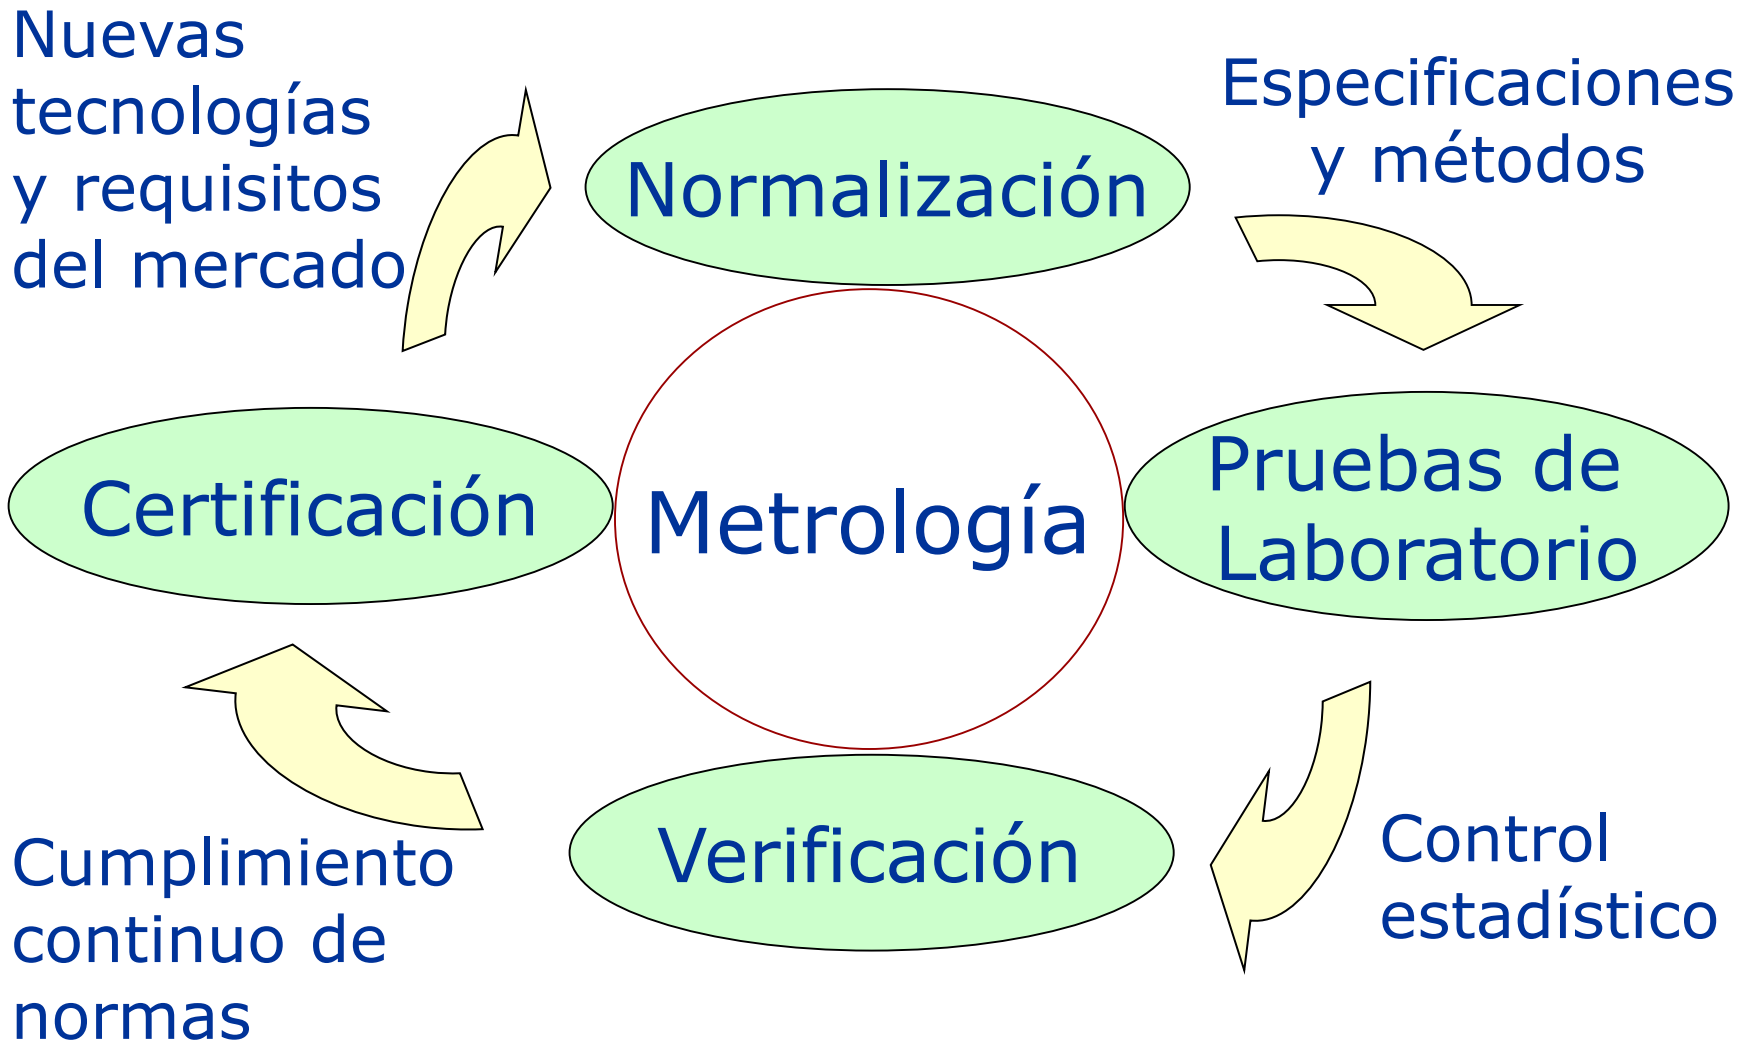 Nuevas
tecnologías
y requisitos
del mercado
Normalización
Especificaciones
y métodos
Certificación
Metrología
Pruebas de
Laboratorio
Verificación
Cumplimiento
continuo de
normas
Control
estadístico